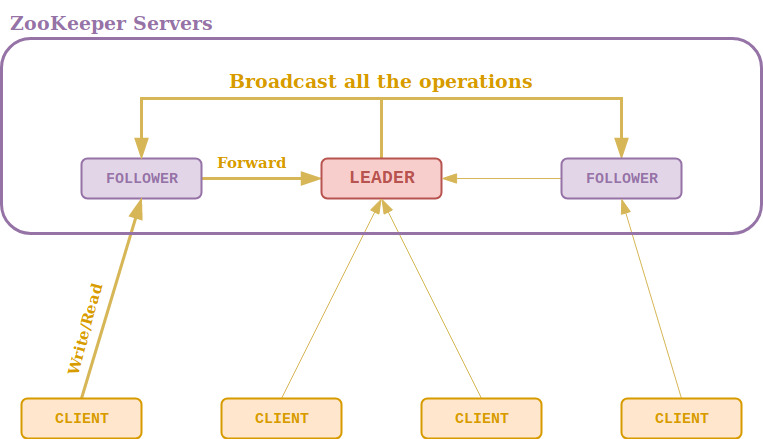 ZooKeeper Servers
Broadcast all the operations
Forward
FOLLOWER
LEADER
FOLLOWER
Write/Read
CLIENT
CLIENT
CLIENT
CLIENT